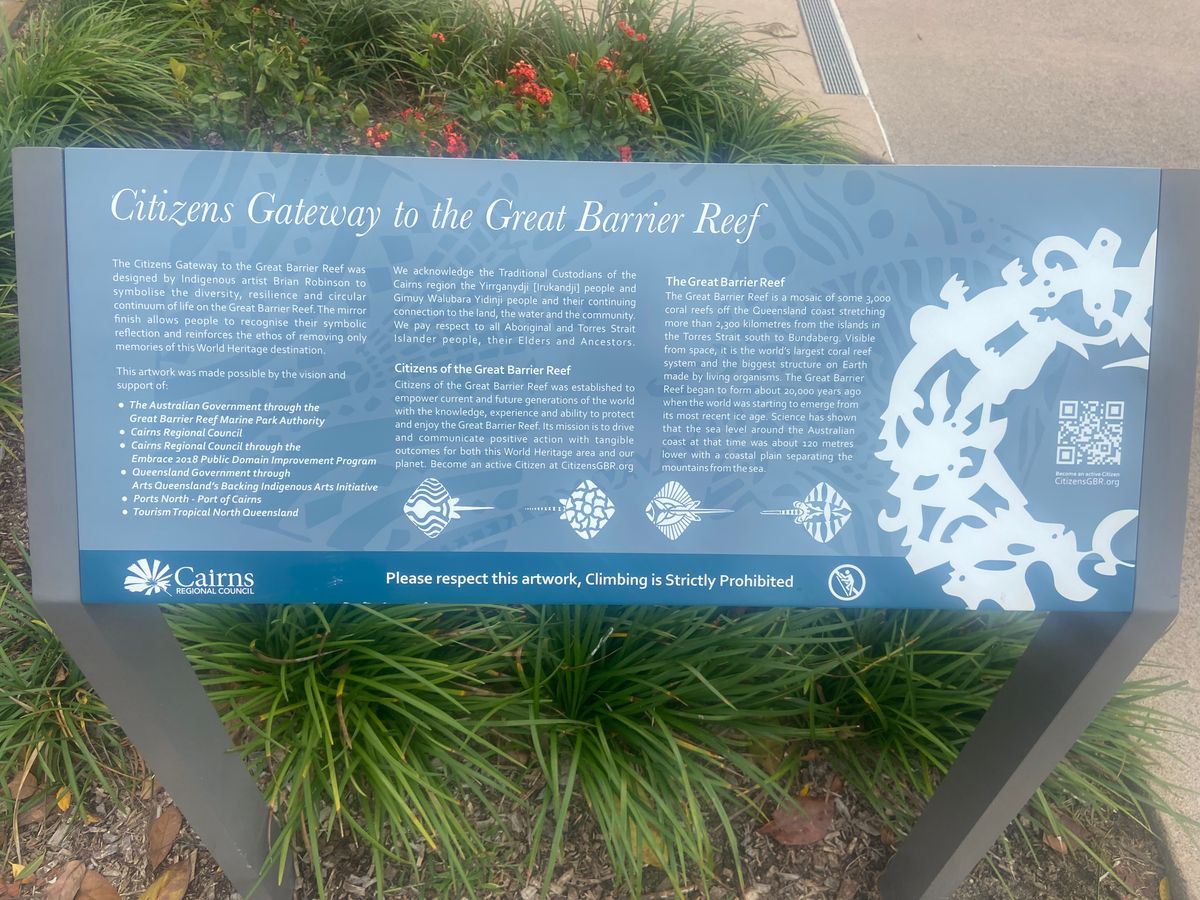 Citizens Gateway to the Great Barrier Reef
The Citizens Gateway to the Great Barrier Reef was
designed by Indigenous artist Brian Robinson to
symbolise the diversity, resilience and circular
continuum of life on the Great Barrier Reef. The mirror
finish allows people to recognise their symbolic
reflection and reinforces the ethos of removing only
memories of this World Heritage destination.
This artwork was made possible by the vision and
support of:
• The Australian Government through the
Great Barrier Reef Marine Park Authority
• Cairns Regional Council
• Cairns Regional Council through the
Embrace 2018 Public Domain Improvement Program
• Queensland Government through
Arts Queensland's Backing Indigenous Arts Initiative
• Ports North - Port of Cairns
• Tourism Tropical North Queensland
We acknowledge the Traditional Custodians of the
Cairns region the Yirrganydji [Irukandji] people and
Gimuy Walubara Yidinji people and their continuing
connection to the land, the water and the community.
We pay respect to all Aboriginal and Torres Strait
Islander people, their Elders and Ancestors.
Citizens of the Great Barrier Reef
Citizens of the Great Barrier Reef was established to
empower current and future generations of the world
with the knowledge, experience and ability to protect
and enjoy the Great Barrier Reef. Its mission is to drive
and communicate positive action with tangible
outcomes for both this World Heritage area and our
planet. Become an active Citizen at CitizensGBR.org
The Great Barrier Reef
The Great Barrier Reef is a mosaic of some 3,000
coral reefs off the Queensland coast stretching
more than 2,300 kilometres from the islands in
the Torres Strait south to Bundaberg. Visible
from space, it is the world's largest coral reef
system and the biggest structure on Earth
made by living organisms. The Great Barrier
Reef began to form about 20,000 years ago
when the world was starting to emerge from
its most recent ice age. Science has shown
that the sea level around the Australian
coast at that time was about 120 metres
lower with a coastal plain separating the
mountains from the sea.
Become an active Citizen
CitizensGBR.org
Cairns
REGIONAL COUNCIL
Please respect this artwork, Climbing is Strictly Prohibited